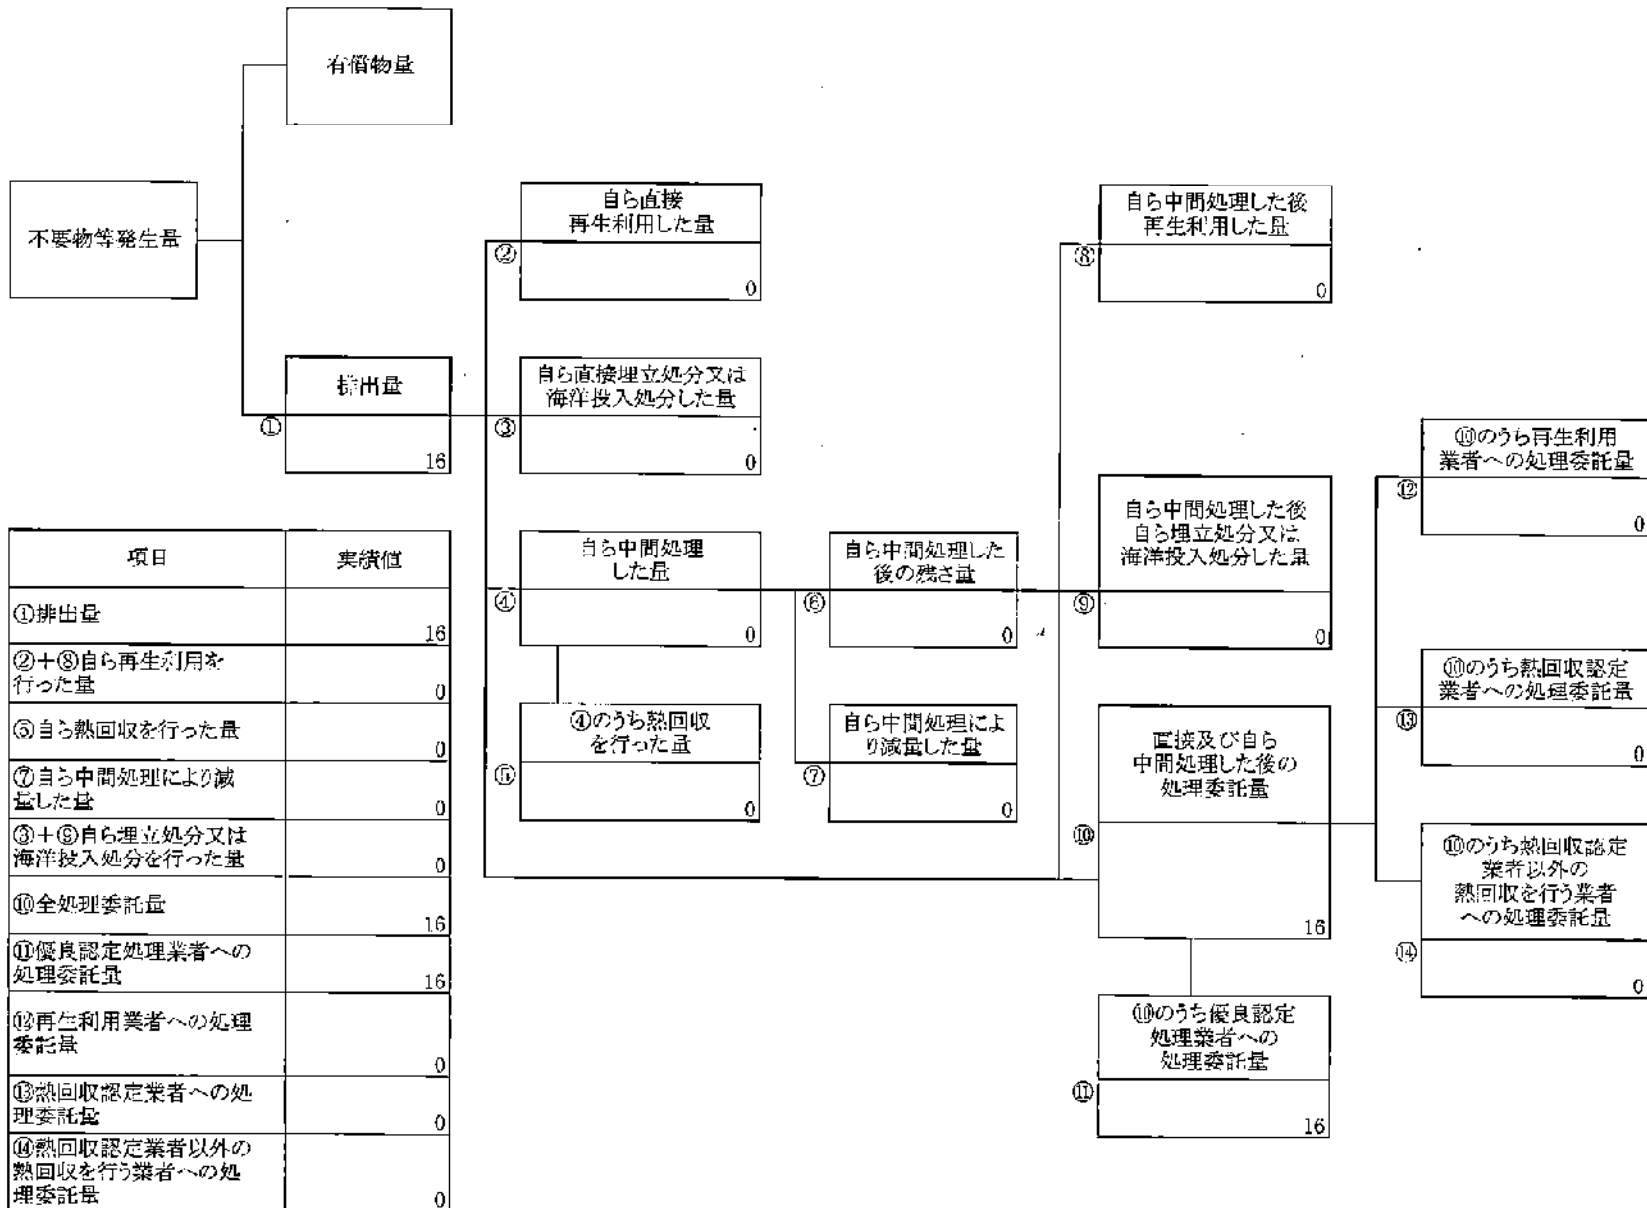 有償物量
不要物等発生量
排出量
①
16
自ら直接
再生利用した量
②
0
自ら直接埋立処分又は
海洋投入処分した量
③
0
自ら中間処理
した量
④
0
④のうち熱回収
を行った量
⑤
0
自ら中間処理した
後の残さ量
⑥
0
自ら中間処理によ
り減量した量
⑦
0
自ら中間処理した後
再生利用した量
⑧
0
自ら中間処理した後
自ら埋立処分又は
海洋投入処分した量
⑨
0
直接及び自ら
中間処理した後の
処理委託量
⑩
16
⑩のうち優良認定
処理業者への
処理委託量
⑪
16
⑩のうち再生利用
業者への処理委託量
⑫
0
⑩のうち熱回収認定
業者への処理委託量
⑬
0
⑩のうち熱回収認定
業者以外の
熱回収を行う業者
への処理委託量
⑭
0
項目 実績値
①排出量
16
②+⑧自ら再生利用を
行った量
0
⑤自ら熱回収を行った量
0
⑦自ら中間処理により減
量した量
0
③+⑨自ら埋立処分又は
海洋投入処分を行った量
0
⑩全処理委託量
16
⑪優良認定処理業者への
処理委託量
16
⑫再生利用業者への処理
委託量
0
⑬熱回収認定業者への処
理委託量
0
⑭熱回収認定業者以外の
熱回収を行う業者への処
理委託量
0